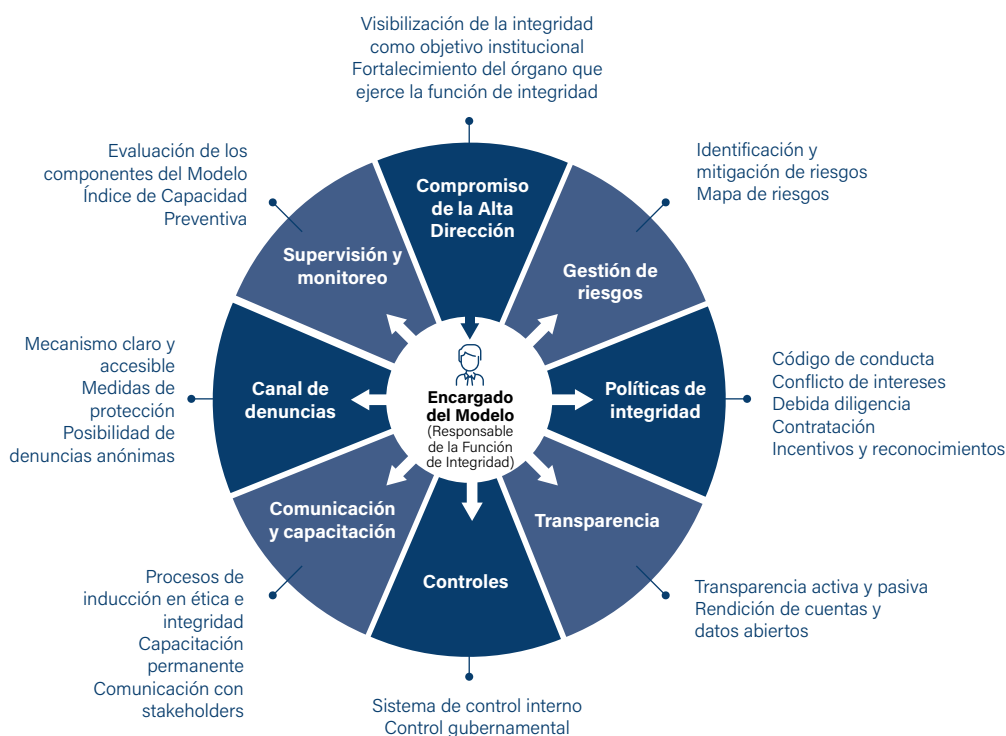 Visibilización de la integridad
como objetivo institucional
Fortalecimiento del órgano que
ejerce la función de integridad
Compromiso
de la Alta
Dirección
Identificación y
mitigación de riesgos
Mapa de riesgos
Gestión de
riesgos
Código de conducta
Conflicto de intereses
Debida diligencia
Contratación
Incentivos y reconocimientos
Políticas de
integridad
Transparencia
Transparencia activa y pasiva
Rendición de cuentas y
datos abiertos
Controles
Sistema de control interno
Control gubernamental
Comunicación
y capacitación
Procesos de
inducción en ética e
integridad
Capacitación
permanente
Comunicación con
stakeholders
Canal de
denuncias
Mecanismo claro y
accesible
Medidas de
protección
Posibilidad de
denuncias anónimas
Supervisión y
monitoreo
Evaluación de los
componentes del Modelo
Índice de Capacidad
Preventiva
Encargado
del Modelo
(Responsable
de la Función
de Integridad)